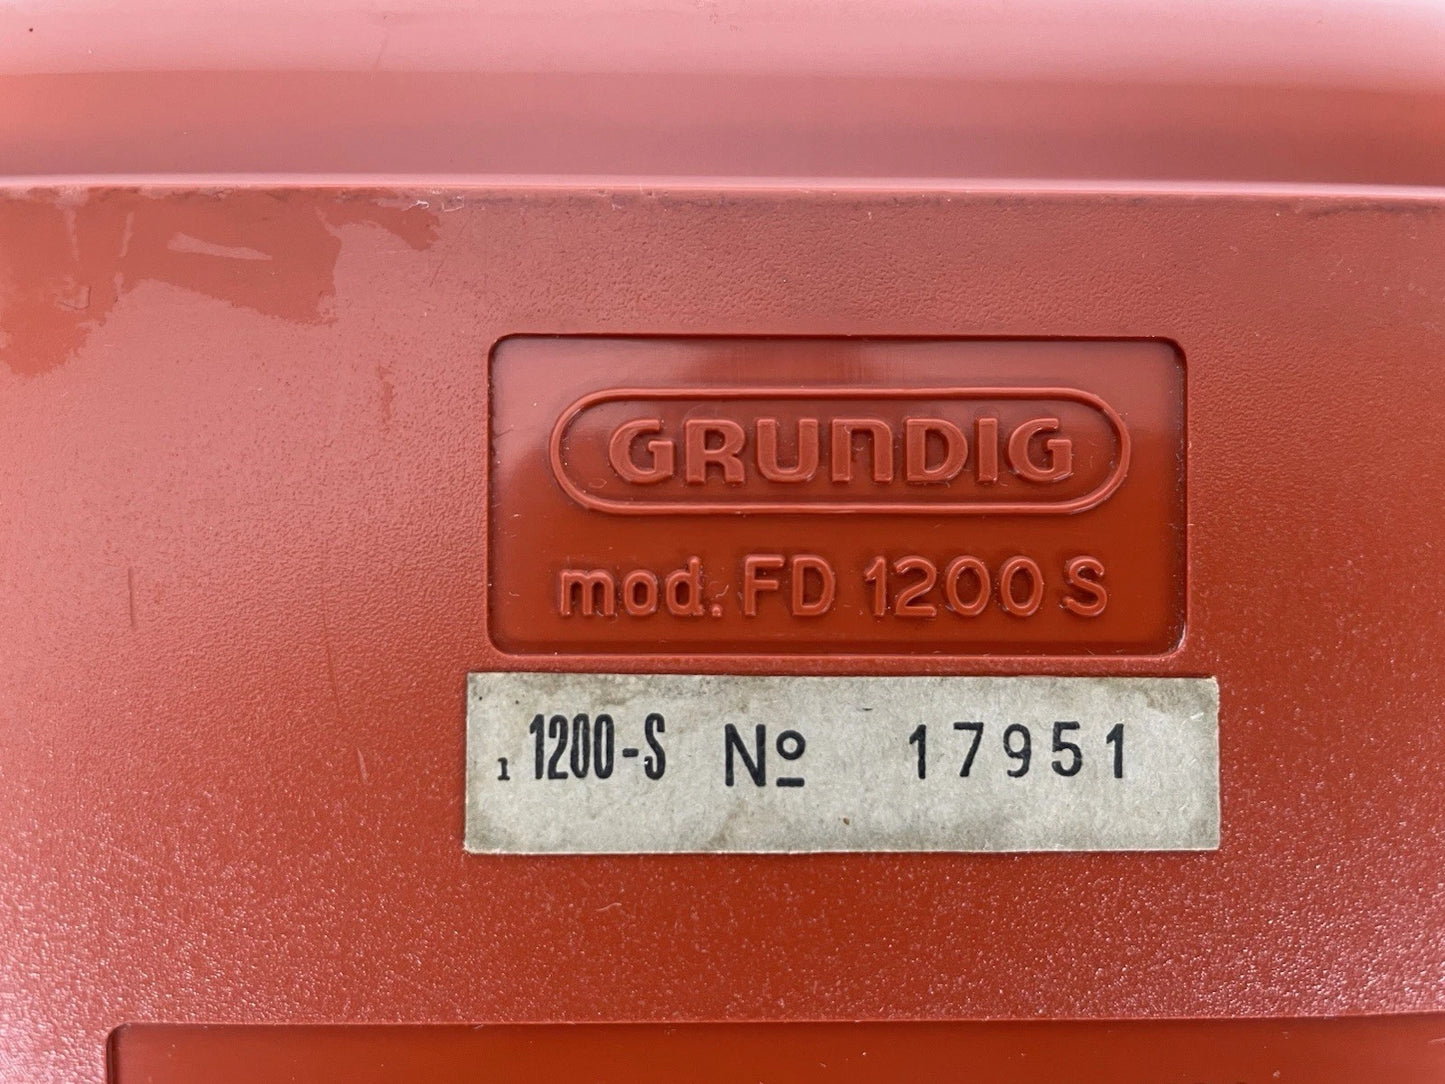 GRUNDIG
mod. FD 1200 S
1 1200-S Nº 17951